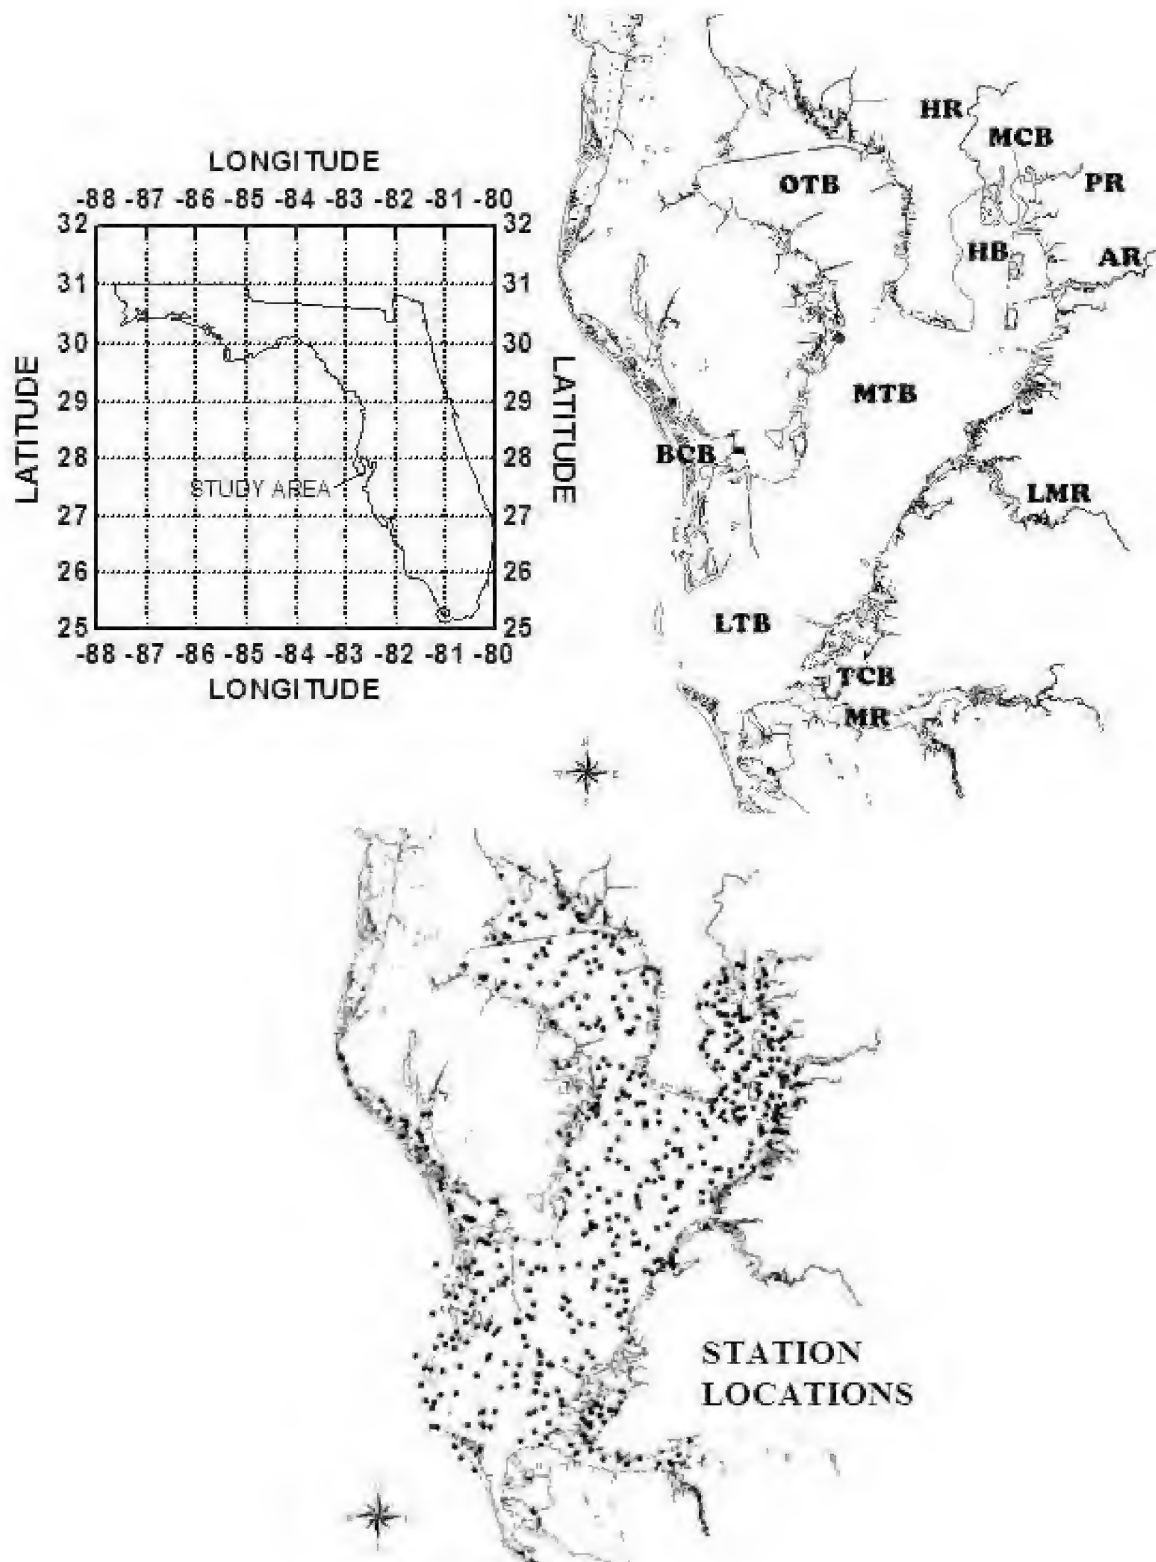 LONGITUDE
-88 -87 -86 -85 -84 -83 -82 -81 -80
32 32
31 31
30 30
29 29
28 28
27 27
26 26
25 25
-88 -87 -86 -85 -84 -83 -82 -81 -80
LONGITUDE
LATITUDE
LATITUDE
STUDY AREA
HR
MCB
OTB
PR
HB
AR
MTB
BCB
LMR
LTB
TCB
MR
STATION
LOCATIONS